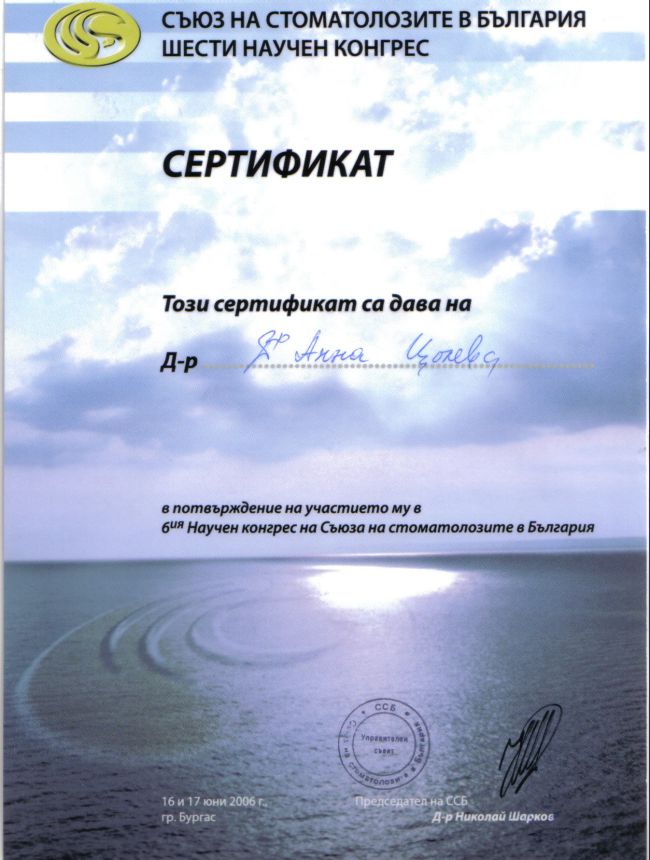 СЪЮЗ НА СТОМАТОЛОЗИТЕ В БЪЛГАРИЯ
ШЕСТИ НАУЧЕН КОНГРЕС
СЕРТИФИКАТ
Този сертификат са дава на
Д-р Д-р Анна Цолева
в потвърждение на участието му в
6ия Научен конгрес на Съюза на стоматолозите в България
ССБ
Управителен
съвет
16 и 17 юни 2006 г.,
гр. Бургас
Председател на ССБ
Д-р Николай Шарков